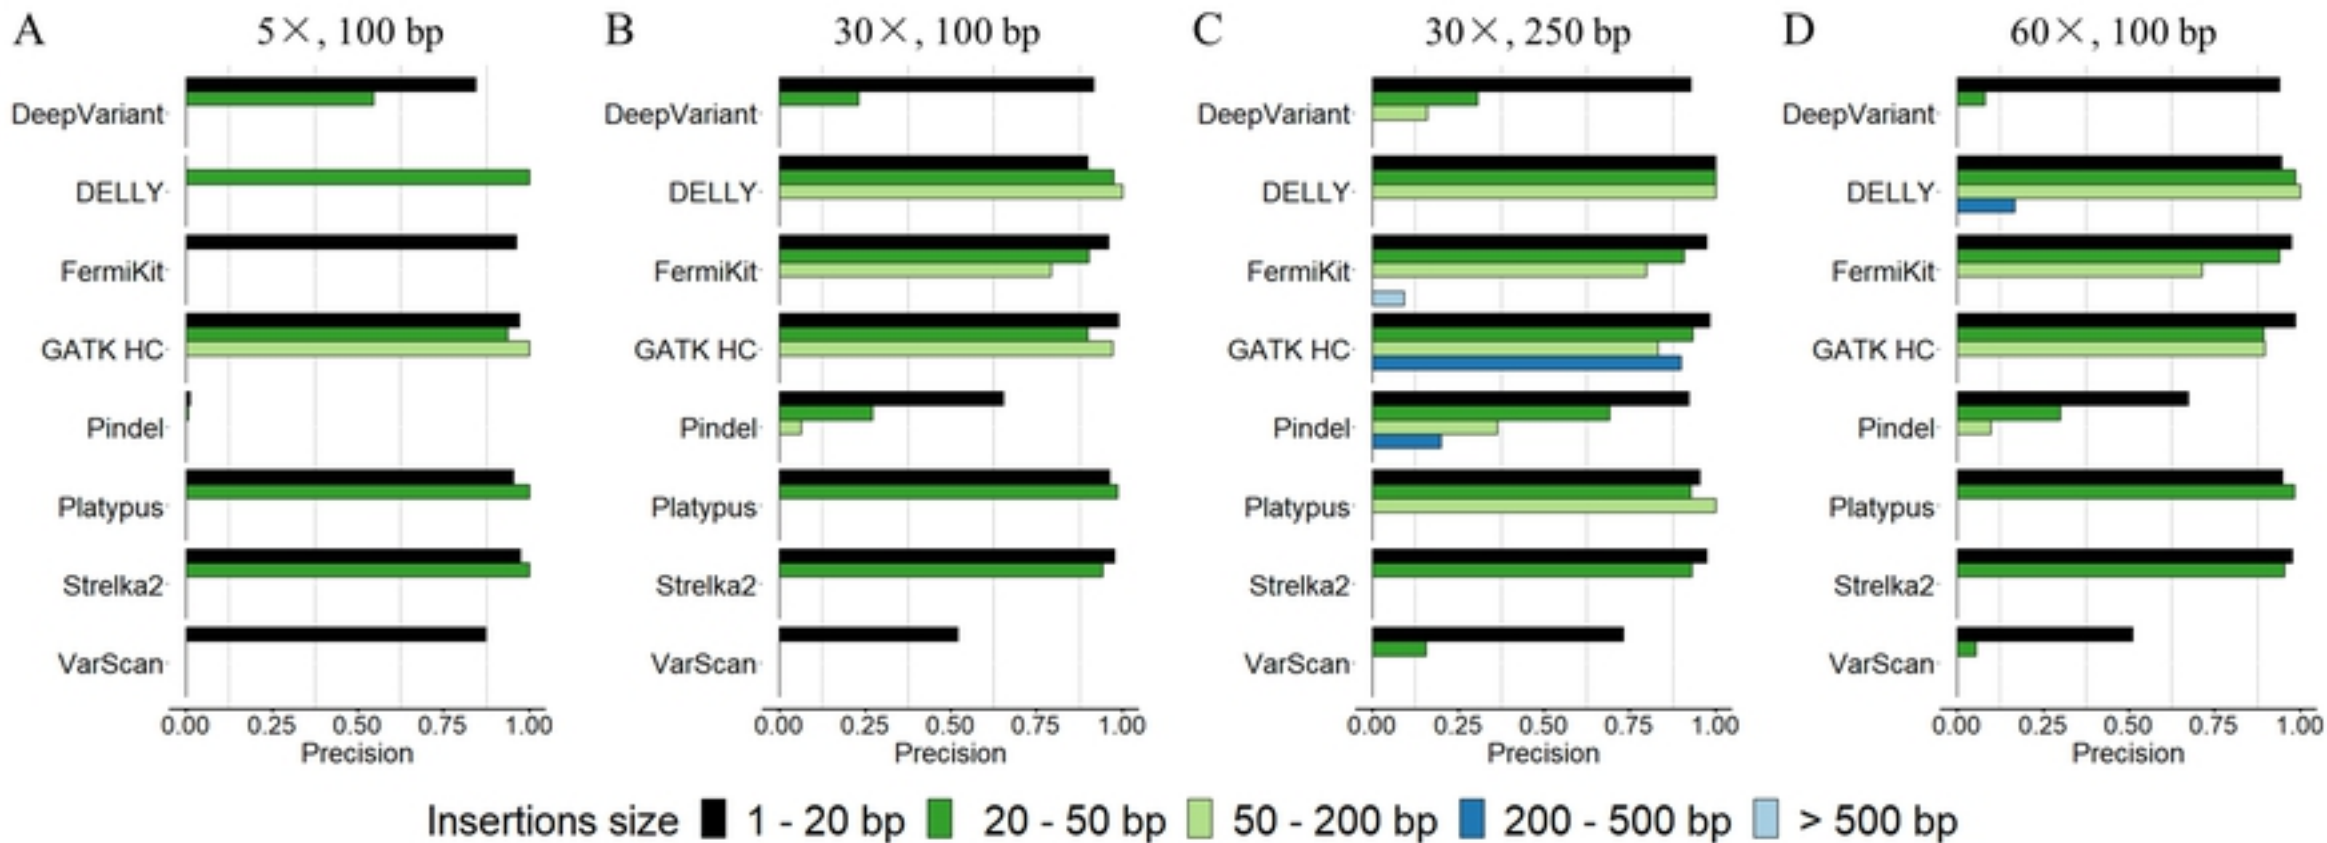 A 5×, 100 bp
DeepVariant
DELLY
FermiKit
GATK HC
Pindel
Platypus
Strelka2
VarScan
0.00 0.25 0.50 0.75 1.00
Precision
B 30×, 100 bp
DeepVariant
DELLY
FermiKit
GATK HC
Pindel
Platypus
Strelka2
VarScan
0.00 0.25 0.50 0.75 1.00
Precision
C 30×, 250 bp
DeepVariant
DELLY
FermiKit
GATK HC
Pindel
Platypus
Strelka2
VarScan
0.00 0.25 0.50 0.75 1.00
Precision
D 60×, 100 bp
DeepVariant
DELLY
FermiKit
GATK HC
Pindel
Platypus
Strelka2
VarScan
0.00 0.25 0.50 0.75 1.00
Precision
Insertions size 1 - 20 bp 20 - 50 bp 50 - 200 bp 200 - 500 bp > 500 bp